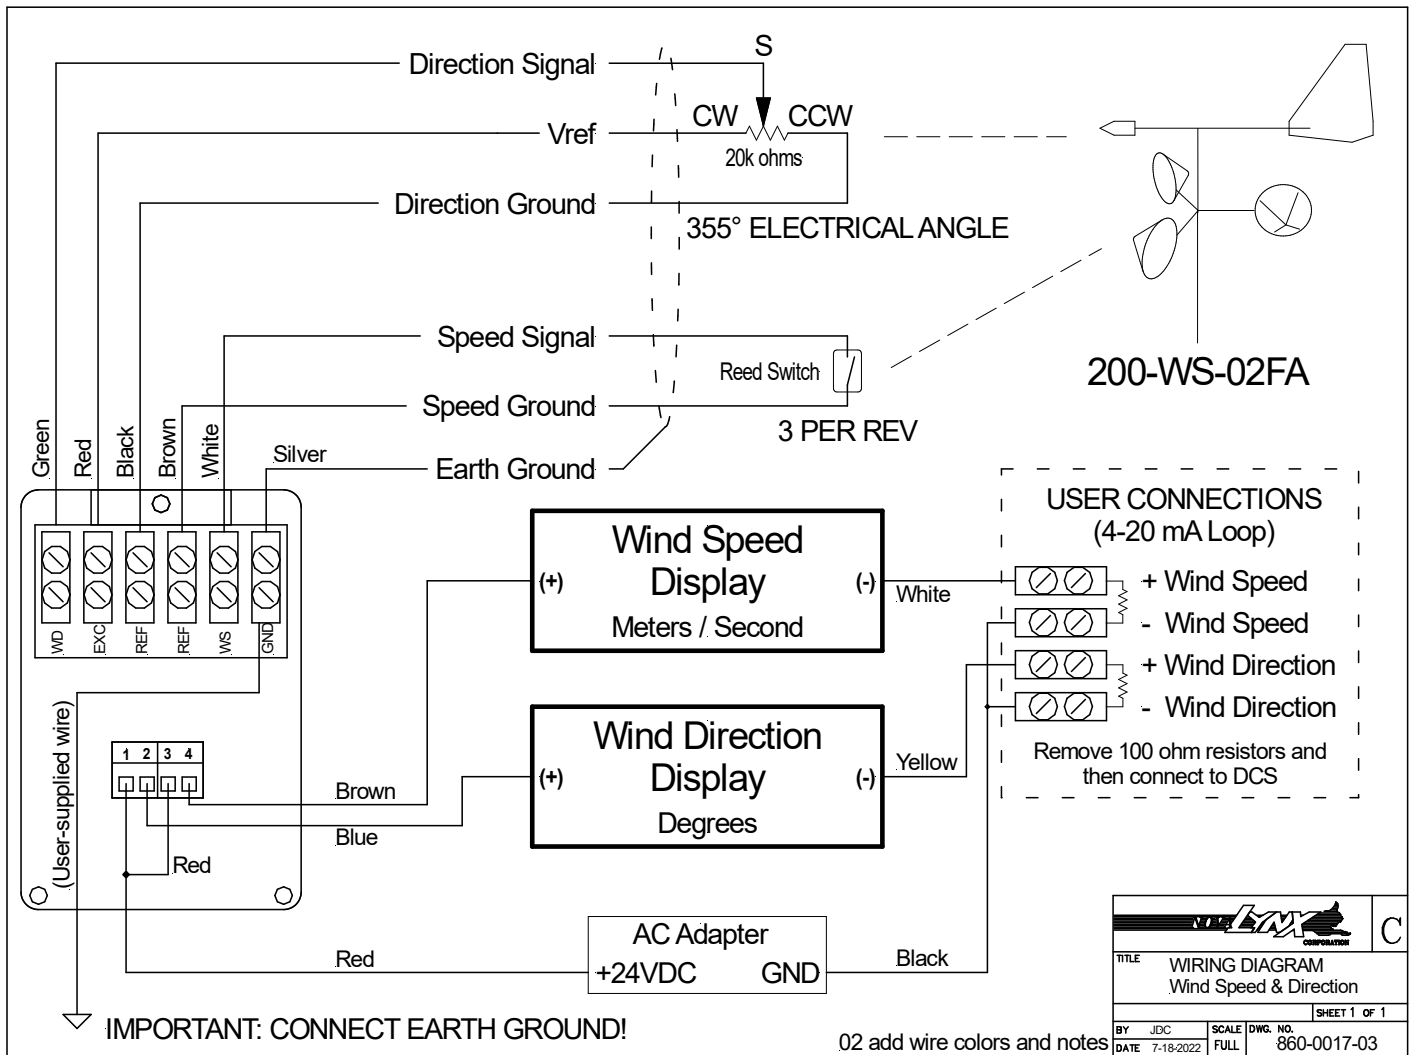 S
Direction Signal
CW
CCW
Vref
20k ohms
Direction Ground
355° ELECTRICAL ANGLE
Speed Signal
Reed Switch
200-WS-02FA
Speed Ground
3 PER REV
Green
Red
Black
Brown
White
Silver
Earth Ground
WD
EXC
REF
REF
WS
GND
Wind Speed
Display
Meters / Second
(+)
(-)
White
USER CONNECTIONS
(4-20 mA Loop)
+ Wind Speed
- Wind Speed
+ Wind Direction
- Wind Direction
Remove 100 ohm resistors and
then connect to DCS
(User-supplied wire)
1 2 3 4
Wind Direction
Display
Degrees
(+)
(-)
Yellow
Brown
Blue
Red
AC Adapter
+24VDC GND
Red
Black
IMPORTANT: CONNECT EARTH GROUND!
02 add wire colors and notes
NOVALYNX
CORPORATION
C
TITLE
WIRING DIAGRAM
Wind Speed & Direction
SHEET 1 OF 1
BY JDC
SCALE
FULL
DWG. NO.
860-0017-03
DATE 7-18-2022